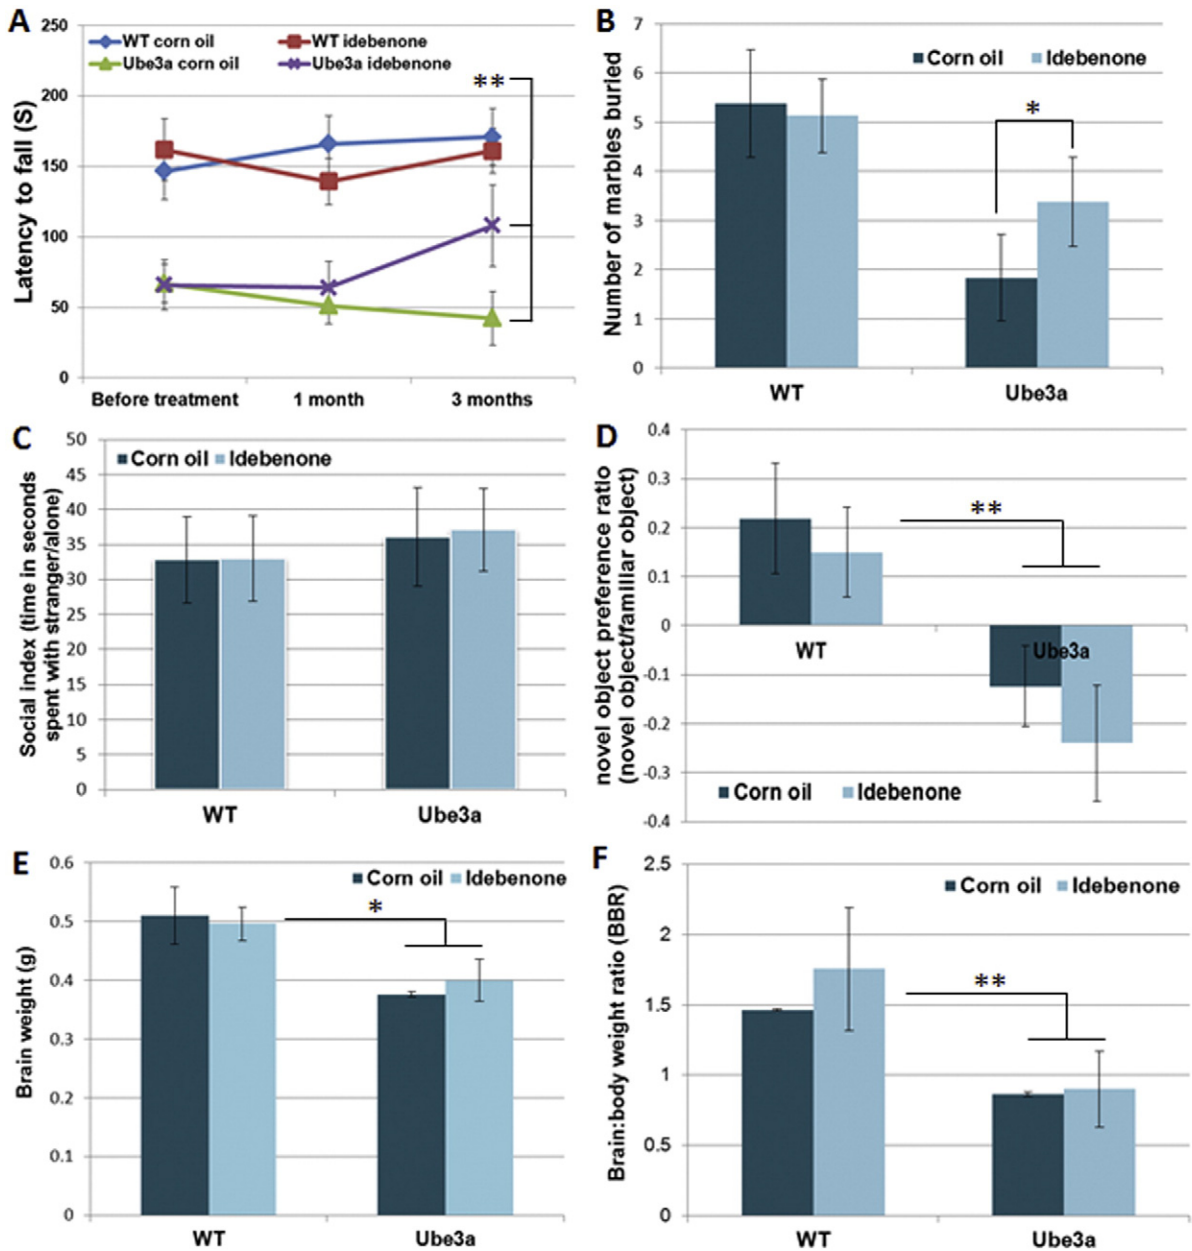 A
Latency to fall (S)
250
200
150
100
50
0
WT corn oil
WT idebenone
Ube3a corn oil
Ube3a idebenone
**
Before treatment
1 month
3 months
B
Number of marbles buried
7
6
5
4
3
2
1
0
Corn oil
Idebenone
*
WT
Ube3a
C
Social index (time in seconds
spent with stranger/alone)
50
45
40
35
30
25
20
15
10
5
0
Corn oil
Idebenone
WT
Ube3a
D
novel object preference ratio
(novel object/familiar object)
0.4
0.3
0.2
0.1
0
-0.1
-0.2
-0.3
-0.4
**
WT
Ube3a
Corn oil
Idebenone
E
Brain weight (g)
0.6
0.5
0.4
0.3
0.2
0.1
0
Corn oil
Idebenone
*
WT
Ube3a
F
Brain:body weight ratio (BBR)
2.5
2
1.5
1
0.5
0
Corn oil
Idebenone
**
WT
Ube3a